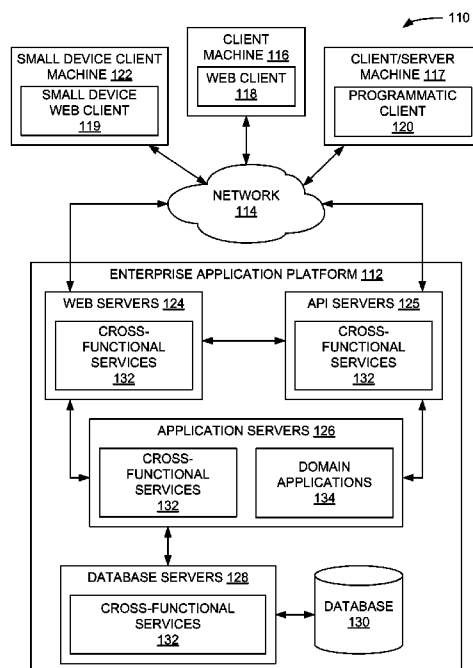 110
SMALL DEVICE CLIENT
MACHINE 122
SMALL DEVICE
WEB CLIENT
119
CLIENT
MACHINE 116
WEB CLIENT
118
CLIENT/SERVER
MACHINE 117
PROGRAMMATIC
CLIENT
120
NETWORK
114
ENTERPRISE APPLICATION PLATFORM 112
WEB SERVERS 124
CROSS-
FUNCTIONAL
SERVICES
132
API SERVERS 125
CROSS-
FUNCTIONAL
SERVICES
132
APPLICATION SERVERS 126
CROSS-
FUNCTIONAL
SERVICES
132
DOMAIN
APPLICATIONS
134
DATABASE SERVERS 128
CROSS-FUNCTIONAL
SERVICES
132
DATABASE
130